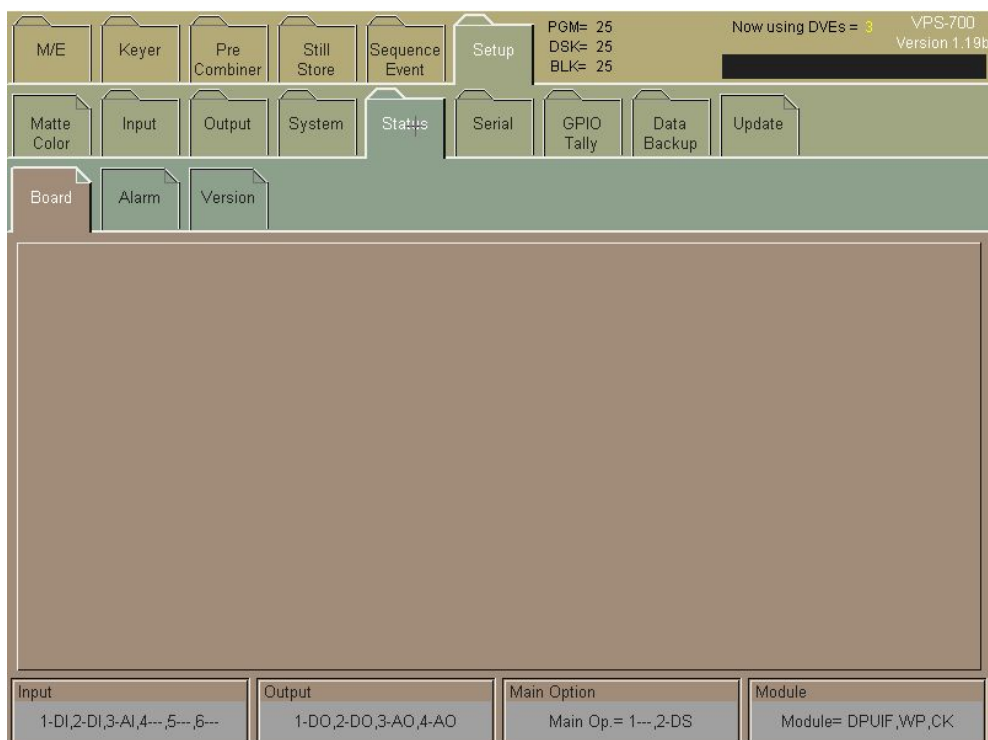 M/E Keyer Pre Combiner Still Store Sequence Event Setup
PGM= 25
DSK= 25
BLK= 25
Now using DVEs = 3
VPS-700
Version 1.19b
Matte Color Input Output System Status Serial GPIO Tally Data Backup Update
Board Alarm Version
Input
1-DI,2-DI,3-AI,4---,5---,6---
Output
1-DO,2-DO,3-AO,4-AO
Main Option
Main Op.= 1---,2-DS
Module
Module= DPUIF,WP,CK